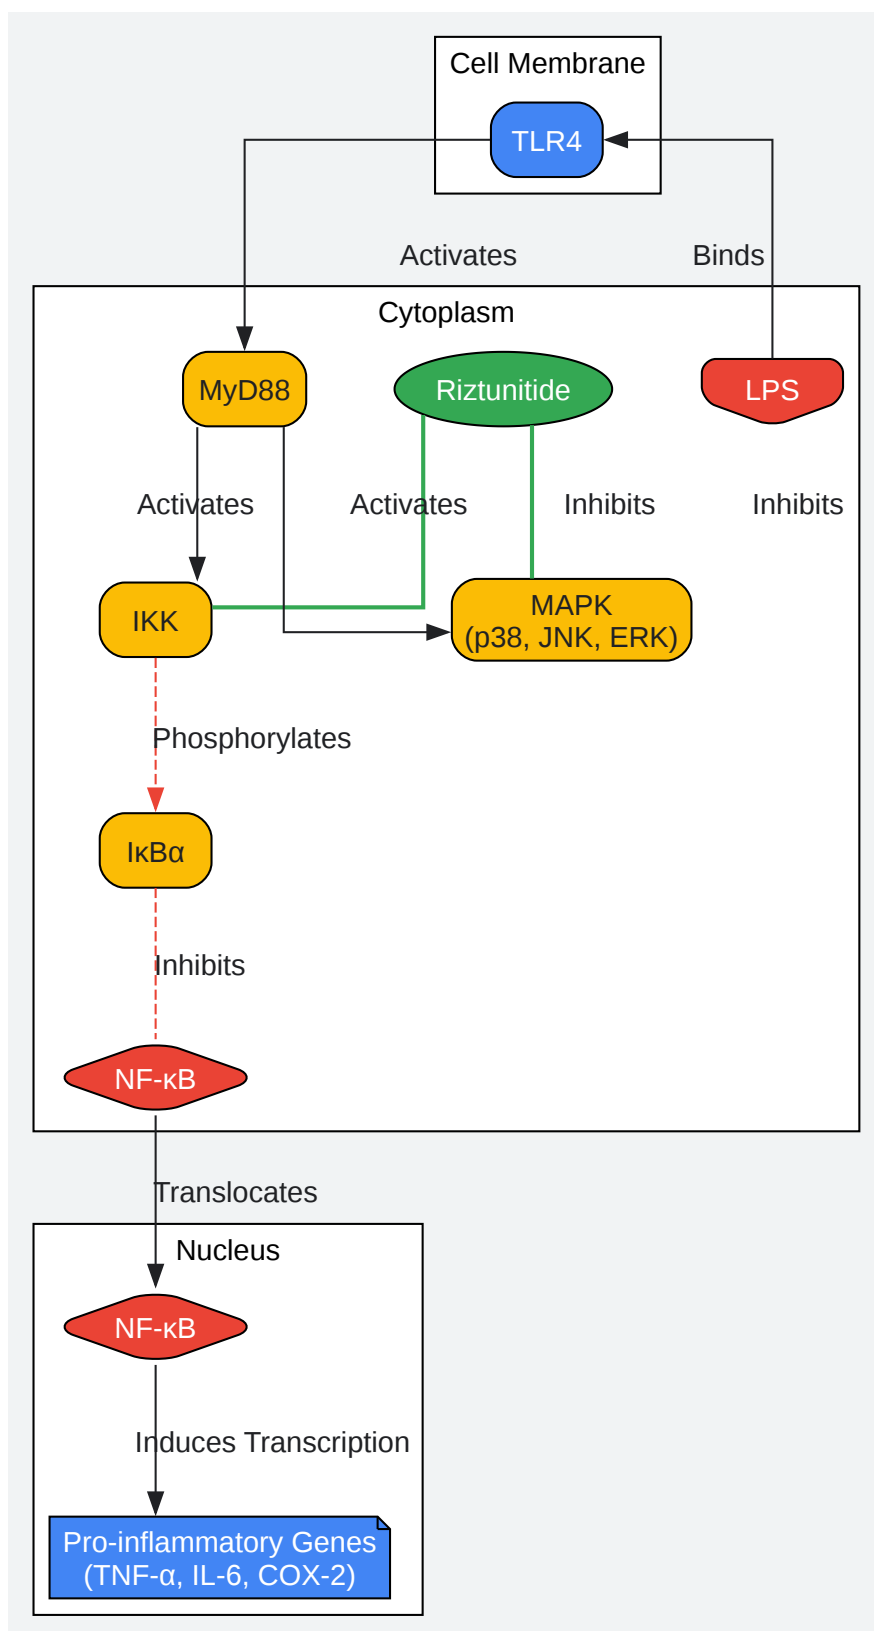 Cell Membrane
TLR4
Activates
Binds
Cytoplasm
MyD88
Riztunitide
LPS
Activates
Activates
Inhibits
Inhibits
IKK
MAPK
(p38, JNK, ERK)
Phosphorylates
IκBα
Inhibits
NF-κB
Translocates
Nucleus
NF-κB
Induces Transcription
Pro-inflammatory Genes
(TNF-α, IL-6, COX-2)